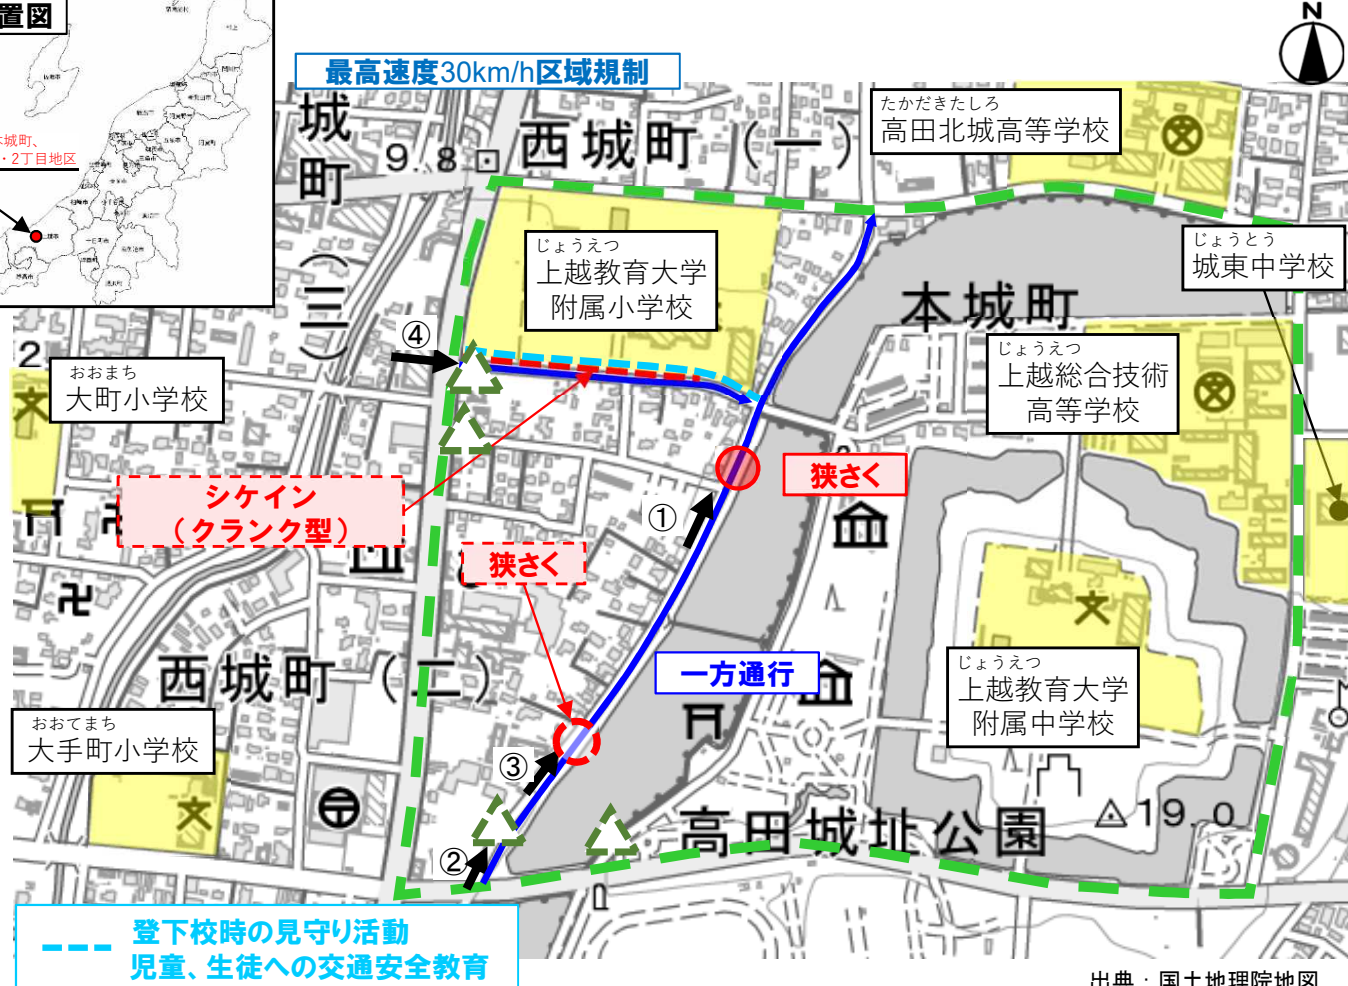 置図
本城町、
・2丁目地区
最高速度30km/h区域規制
N
城町(三)
9.8
西城町(一)
たかだきたしろ
高田北城高等学校
じょうえつ
上越教育大学
附属小学校
じょうとう
城東中学校
本城町
④
2
おおまち
大町小学校
じょうえつ
上越総合技術
高等学校
シケイン
(クランク型)
狭さく
①
狭さく
西城町(二)
一方通行
じょうえつ
上越教育大学
附属中学校
おおてまち
大手町小学校
③
②
高田城址公園
19.0
登下校時の見守り活動
児童、生徒への交通安全教育
出典:国土地理院地図